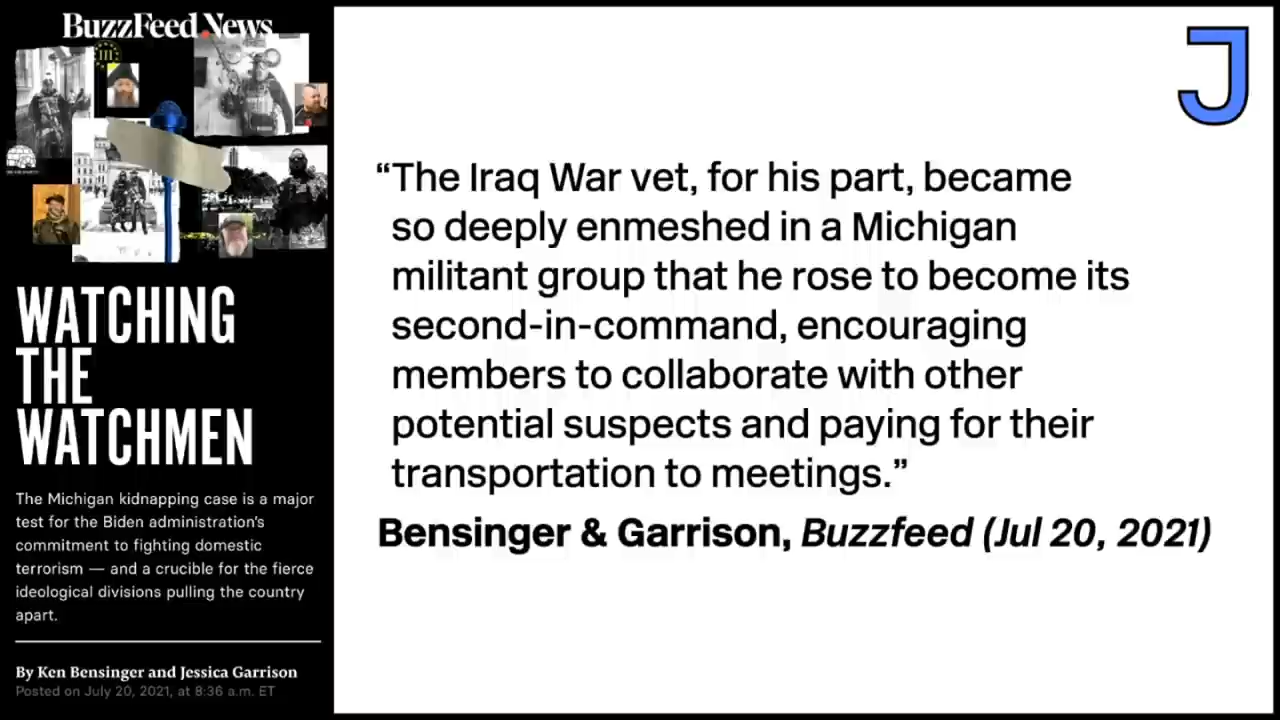 BuzzFeed News
III
WATCHING
THE
WATCHMEN
The Michigan kidnapping case is a major
test for the Biden administration's
commitment to fighting domestic
terrorism — and a crucible for the fierce
ideological divisions pulling the country
apart.
By Ken Bensinger and Jessica Garrison
Posted on July 20, 2021, at 8:36 a.m. ET
J
“The Iraq War vet, for his part, became
so deeply enmeshed in a Michigan
militant group that he rose to become its
second-in-command, encouraging
members to collaborate with other
potential suspects and paying for their
transportation to meetings.”
Bensinger & Garrison, Buzzfeed (Jul 20, 2021)